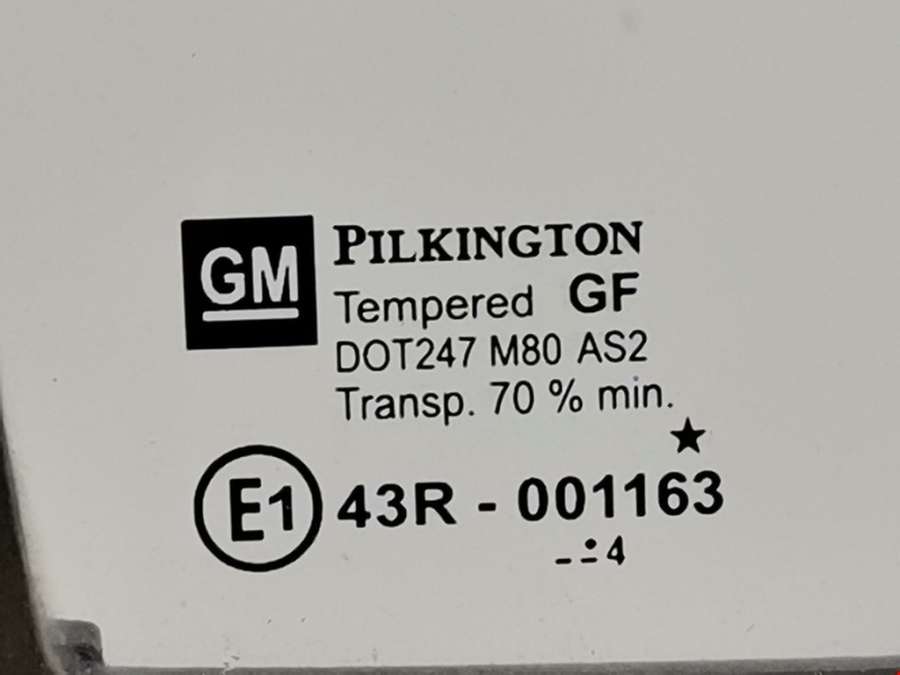 GM
PILKINGTON
Tempered GF
DOT247 M80 AS2
Transp. 70 % min.
★
E1 43R - 001163
4